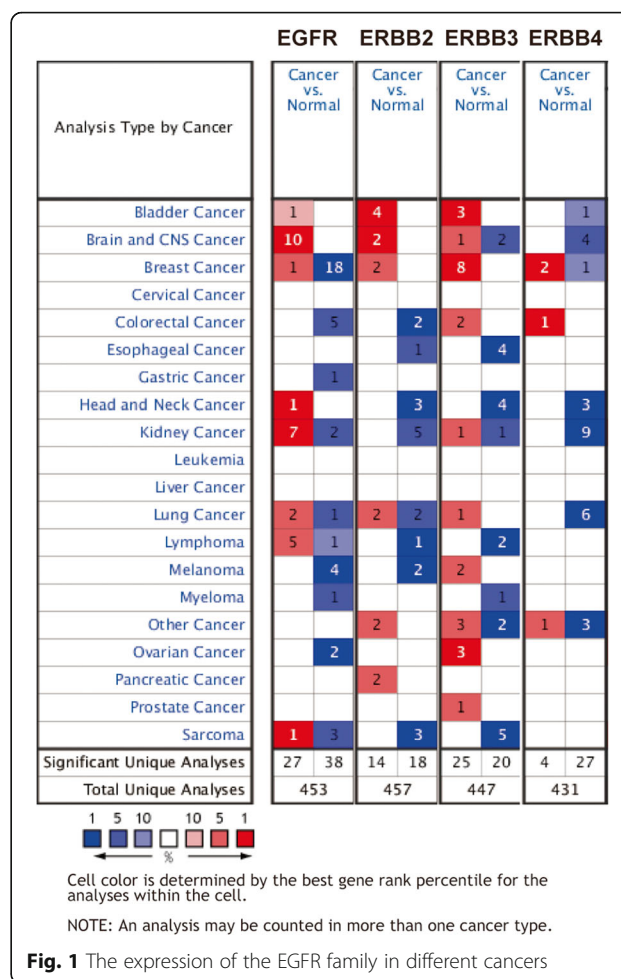 EGFR ERBB2 ERBB3 ERBB4
Analysis Type by Cancer
Cancer vs. Normal Cancer vs. Normal Cancer vs. Normal Cancer vs. Normal
Bladder Cancer 1 4 3 1
Brain and CNS Cancer 10 2 1 2 4
Breast Cancer 1 18 2 8 2 1
Cervical Cancer
Colorectal Cancer 5 2 2 1
Esophageal Cancer 1 4
Gastric Cancer 1
Head and Neck Cancer 1 3 4 3
Kidney Cancer 7 2 5 1 1 9
Leukemia
Liver Cancer
Lung Cancer 2 1 2 2 1 6
Lymphoma 5 1 1 2
Melanoma 4 2 2
Myeloma 1 1
Other Cancer 2 3 2 1 3
Ovarian Cancer 2 3
Pancreatic Cancer 2
Prostate Cancer 1
Sarcoma 1 3 3 5
Significant Unique Analyses 27 38 14 18 25 20 4 27
Total Unique Analyses 453 457 447 431
1 5 10 10 5 1
%
Cell color is determined by the best gene rank percentile for the
analyses within the cell.
NOTE: An analysis may be counted in more than one cancer type.
Fig. 1 The expression of the EGFR family in different cancers